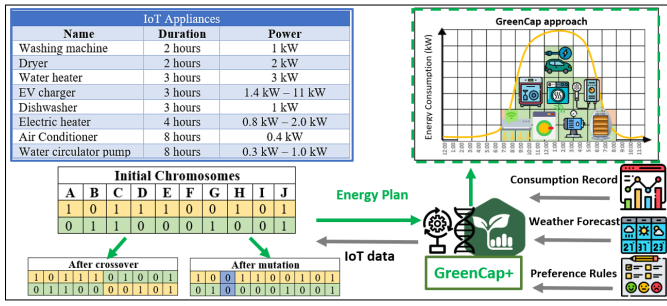 IoT Appliances
Name Duration Power
Washing machine 2 hours 1 kW
Dryer 2 hours 2 kW
Water heater 3 hours 3 kW
EV charger 3 hours 1.4 kW – 11 kW
Dishwasher 3 hours 1 kW
Electric heater 4 hours 0.8 kW – 2.0 kW
Air Conditioner 8 hours 0.4 kW
Water circulator pump 8 hours 0.3 kW – 1.0 kW
GreenCap approach
Energy Consumption (kW)
Initial Chromosomes
A B C D E F G H I J
1 0 1 1 1 0 0 1 0 1
0 1 1 0 0 0 1 0 0 1
After crossover
1 0 1 1 1 0 1 0 0 1
0 1 1 0 0 0 0 1 0 1
After mutation
1 0 0 1 1 0 0 1 0 1
0 1 0 0 0 0 1 0 0 1
Energy Plan
IoT data
GreenCap+
Consumption Record
Weather Forecast
21 31 23
Preference Rules